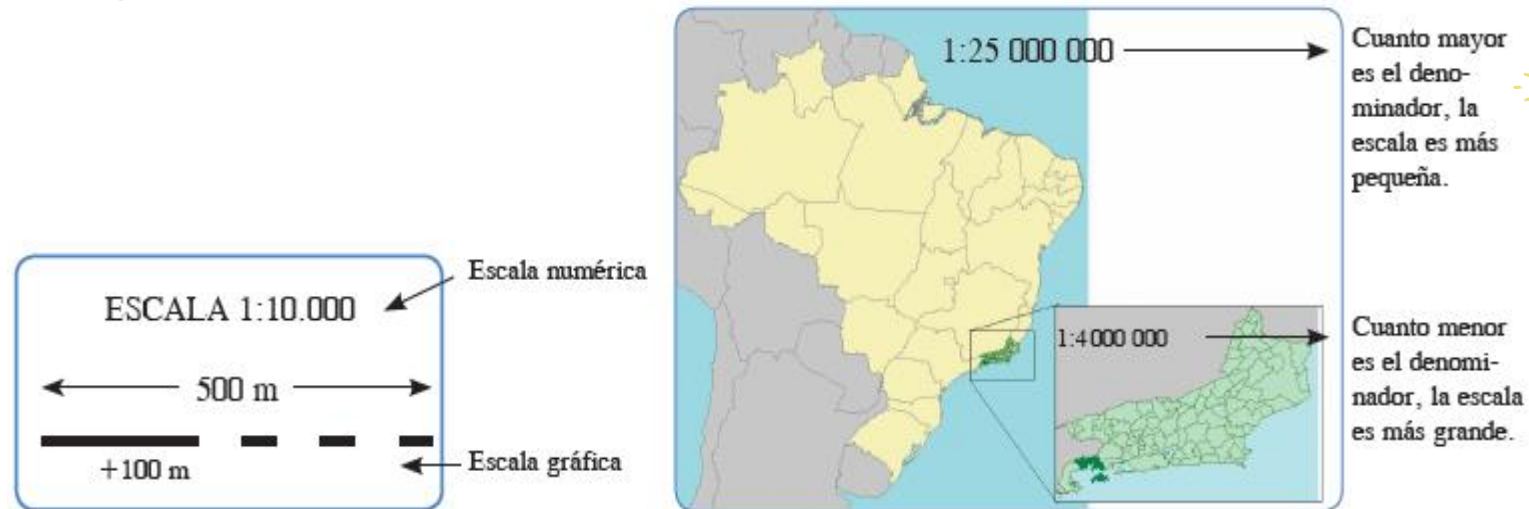 ESCALA 1:10.000
500 m
+100 m
Escala numérica
Escala gráfica
1:25 000 000
Cuanto mayor
es el deno-
minador, la
escala es más
pequeña.
1:4 000 000
Cuanto menor
es el denomi-
nador, la escala
es más grande.